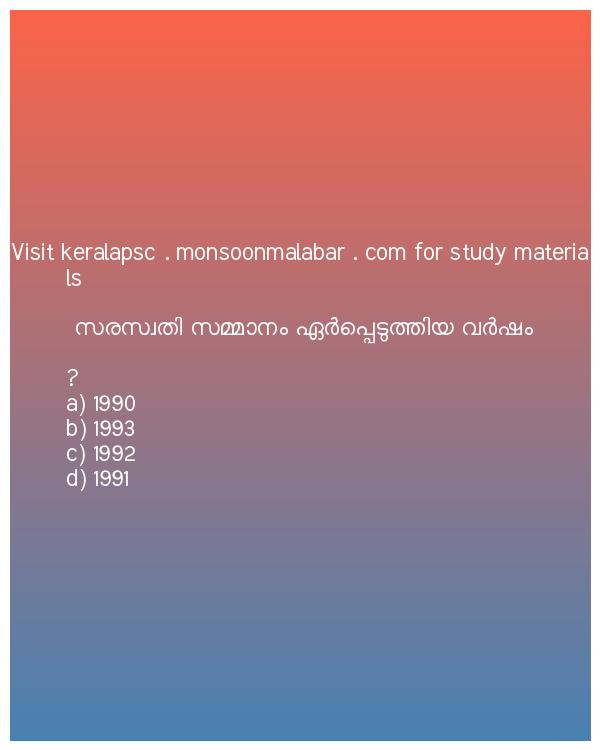 Visit keralapsc . monsoonmalabar . com for study materia
ls
സരസ്വതി സമ്മാനം ഏർപ്പെടുത്തിയ വർഷം
?
a) 1990
b) 1993
c) 1992
d) 1991